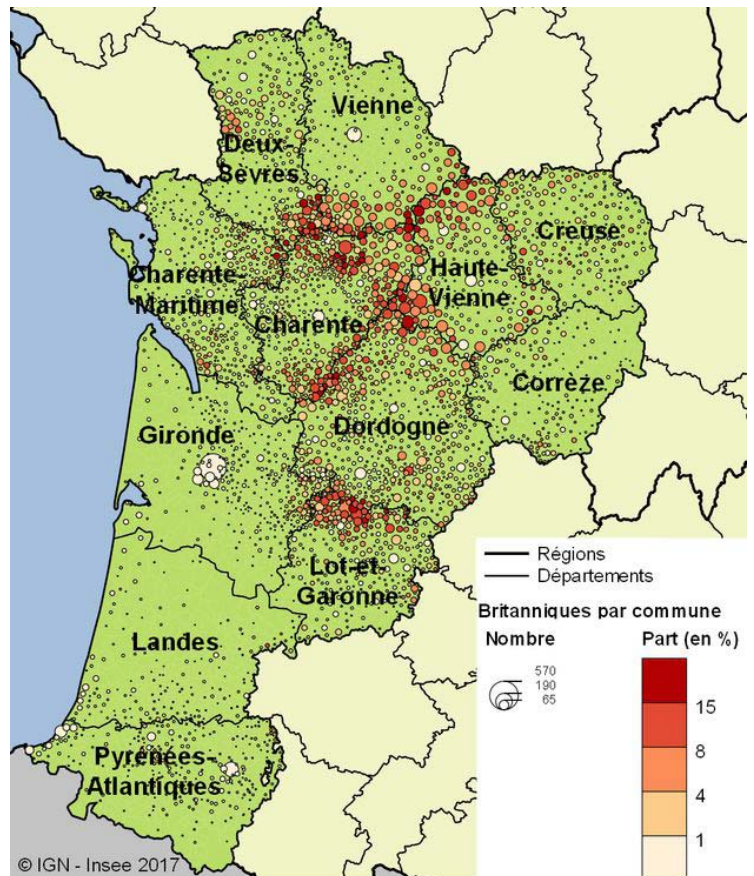 Vienne
Deux-
Sèvres
Creuse
Haute-
Vienne
Charente-
Maritime
Charente
Corrèze
Dordogne
Gironde
Lot-et-
Garonne
Landes
Pyrénées-
Atlantiques
Régions
Départements
Britanniques par commune
Nombre
Part (en %)
570
190
65
15
8
4
1
© IGN - Insee 2017